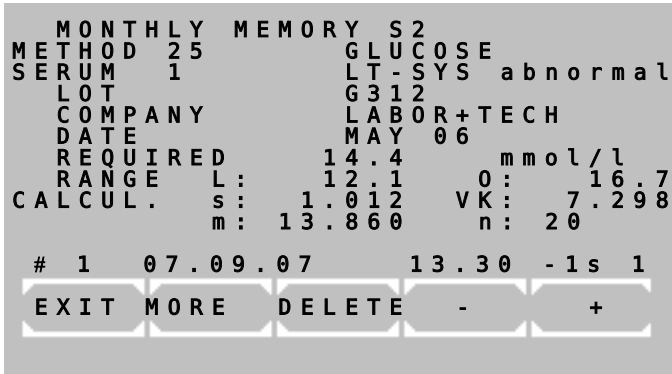 MONTHLY MEMORY S2
METHOD 25 GLUCOSE
SERUM 1 LT-SYS abnormal
LOT G312
COMPANY LABOR+TECH
DATE MAY 06
REQUIRED 14.4 mmol/l
RANGE L: 12.1 O: 16.7
CALCUL. s: 1.012 VK: 7.298
m: 13.860 n: 20
# 1 07.09.07 13.30 -1s 1
EXIT MORE DELETE - +